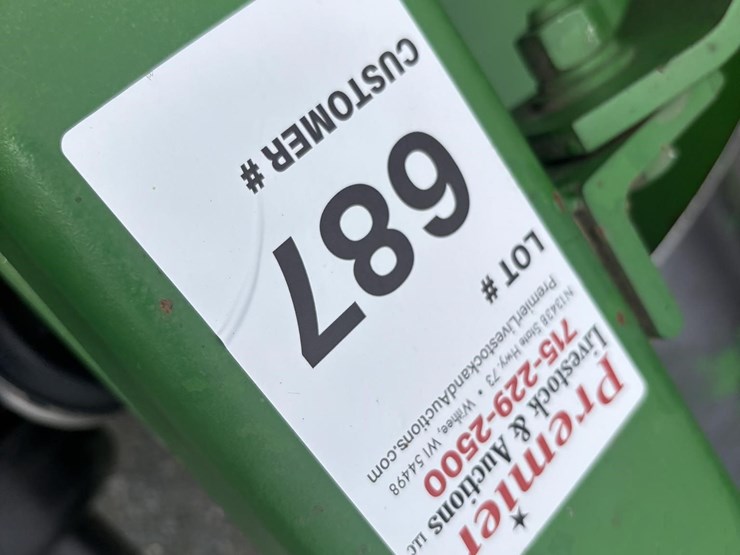 Premier
Livestock & Auctions LLC
715-229-2500
N13438 State Hwy. 73 • Withee, WI 54498
PremierLivestockandAuctions.com
LOT #
687
CUSTOMER #